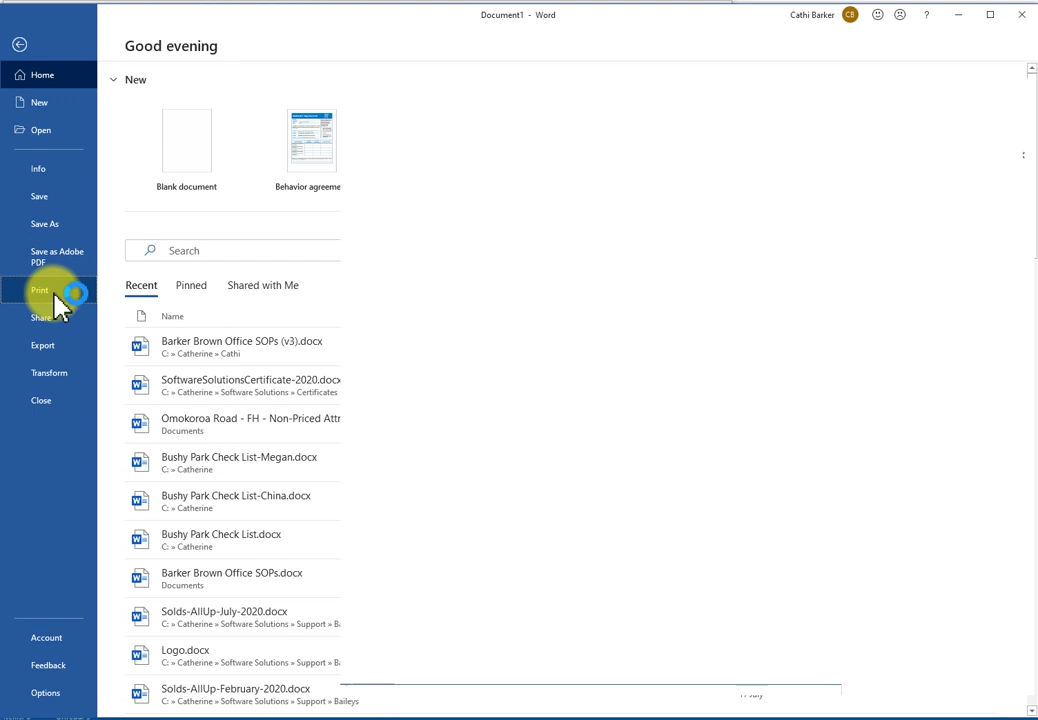 Document1 - Word
Cathi Barker CB ?
Good evening
Home
New
Open
Info
Save
Save As
Save as Adobe
PDF
Print
Share
Export
Transform
Close
Account
Feedback
Options
New
Blank document
Behavior agreeme
Search
Recent Pinned Shared with Me
Name
Barker Brown Office SOPs (v3).docx
C: » Catherine » Cathi
SoftwareSolutionsCertificate-2020.docx
C: » Catherine » Software Solutions » Certificates
Omokoroa Road - FH - Non-Priced Attr
Documents
Bushy Park Check List-Megan.docx
C: » Catherine
Bushy Park Check List-China.docx
C: » Catherine
Bushy Park Check List.docx
C: » Catherine
Barker Brown Office SOPs.docx
Documents
Solds-AllUp-July-2020.docx
C: » Catherine » Software Solutions » Support » Ba
Logo.docx
C: » Catherine » Software Solutions » Support » Ba
Solds-AllUp-February-2020.docx
C: » Catherine » Software Solutions » Support » Baileys